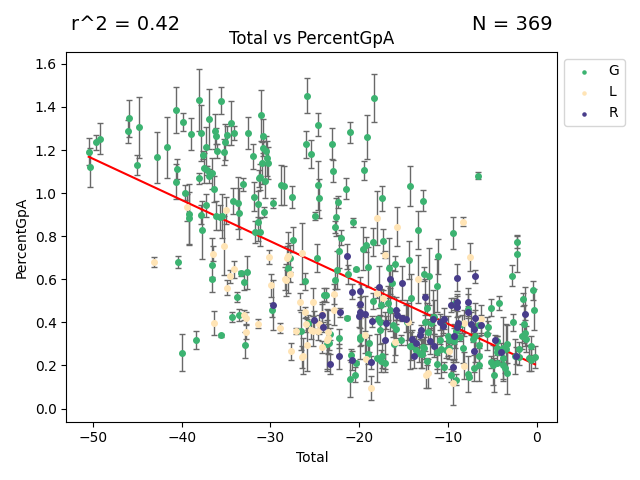 r^2 = 0.42
N = 369
Total vs PercentGpA
G
L
R
PercentGpA
1.6
1.4
1.2
1.0
0.8
0.6
0.4
0.2
0.0
−50
−40
−30
−20
−10
0
Total